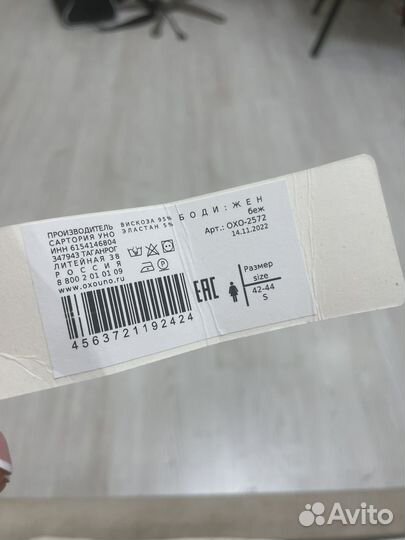 ПРОИЗВОДИТЕЛЬ
САРТОРИЯ УНО
ИНН 6154146804
347943 ТАГАНРОГ
ЛИТЕЙНАЯ 38
РОССИЯ
8 800 2 01 01 09
www.oxouno.ru
ВИСКОЗА 95%
ЭЛАСТАН 5%
БОДИ: ЖЕН
беж
Арт.: OXO-2572
14.11.2022
P
4563721192424
EAC
Размер
size
42-44
S
Avito